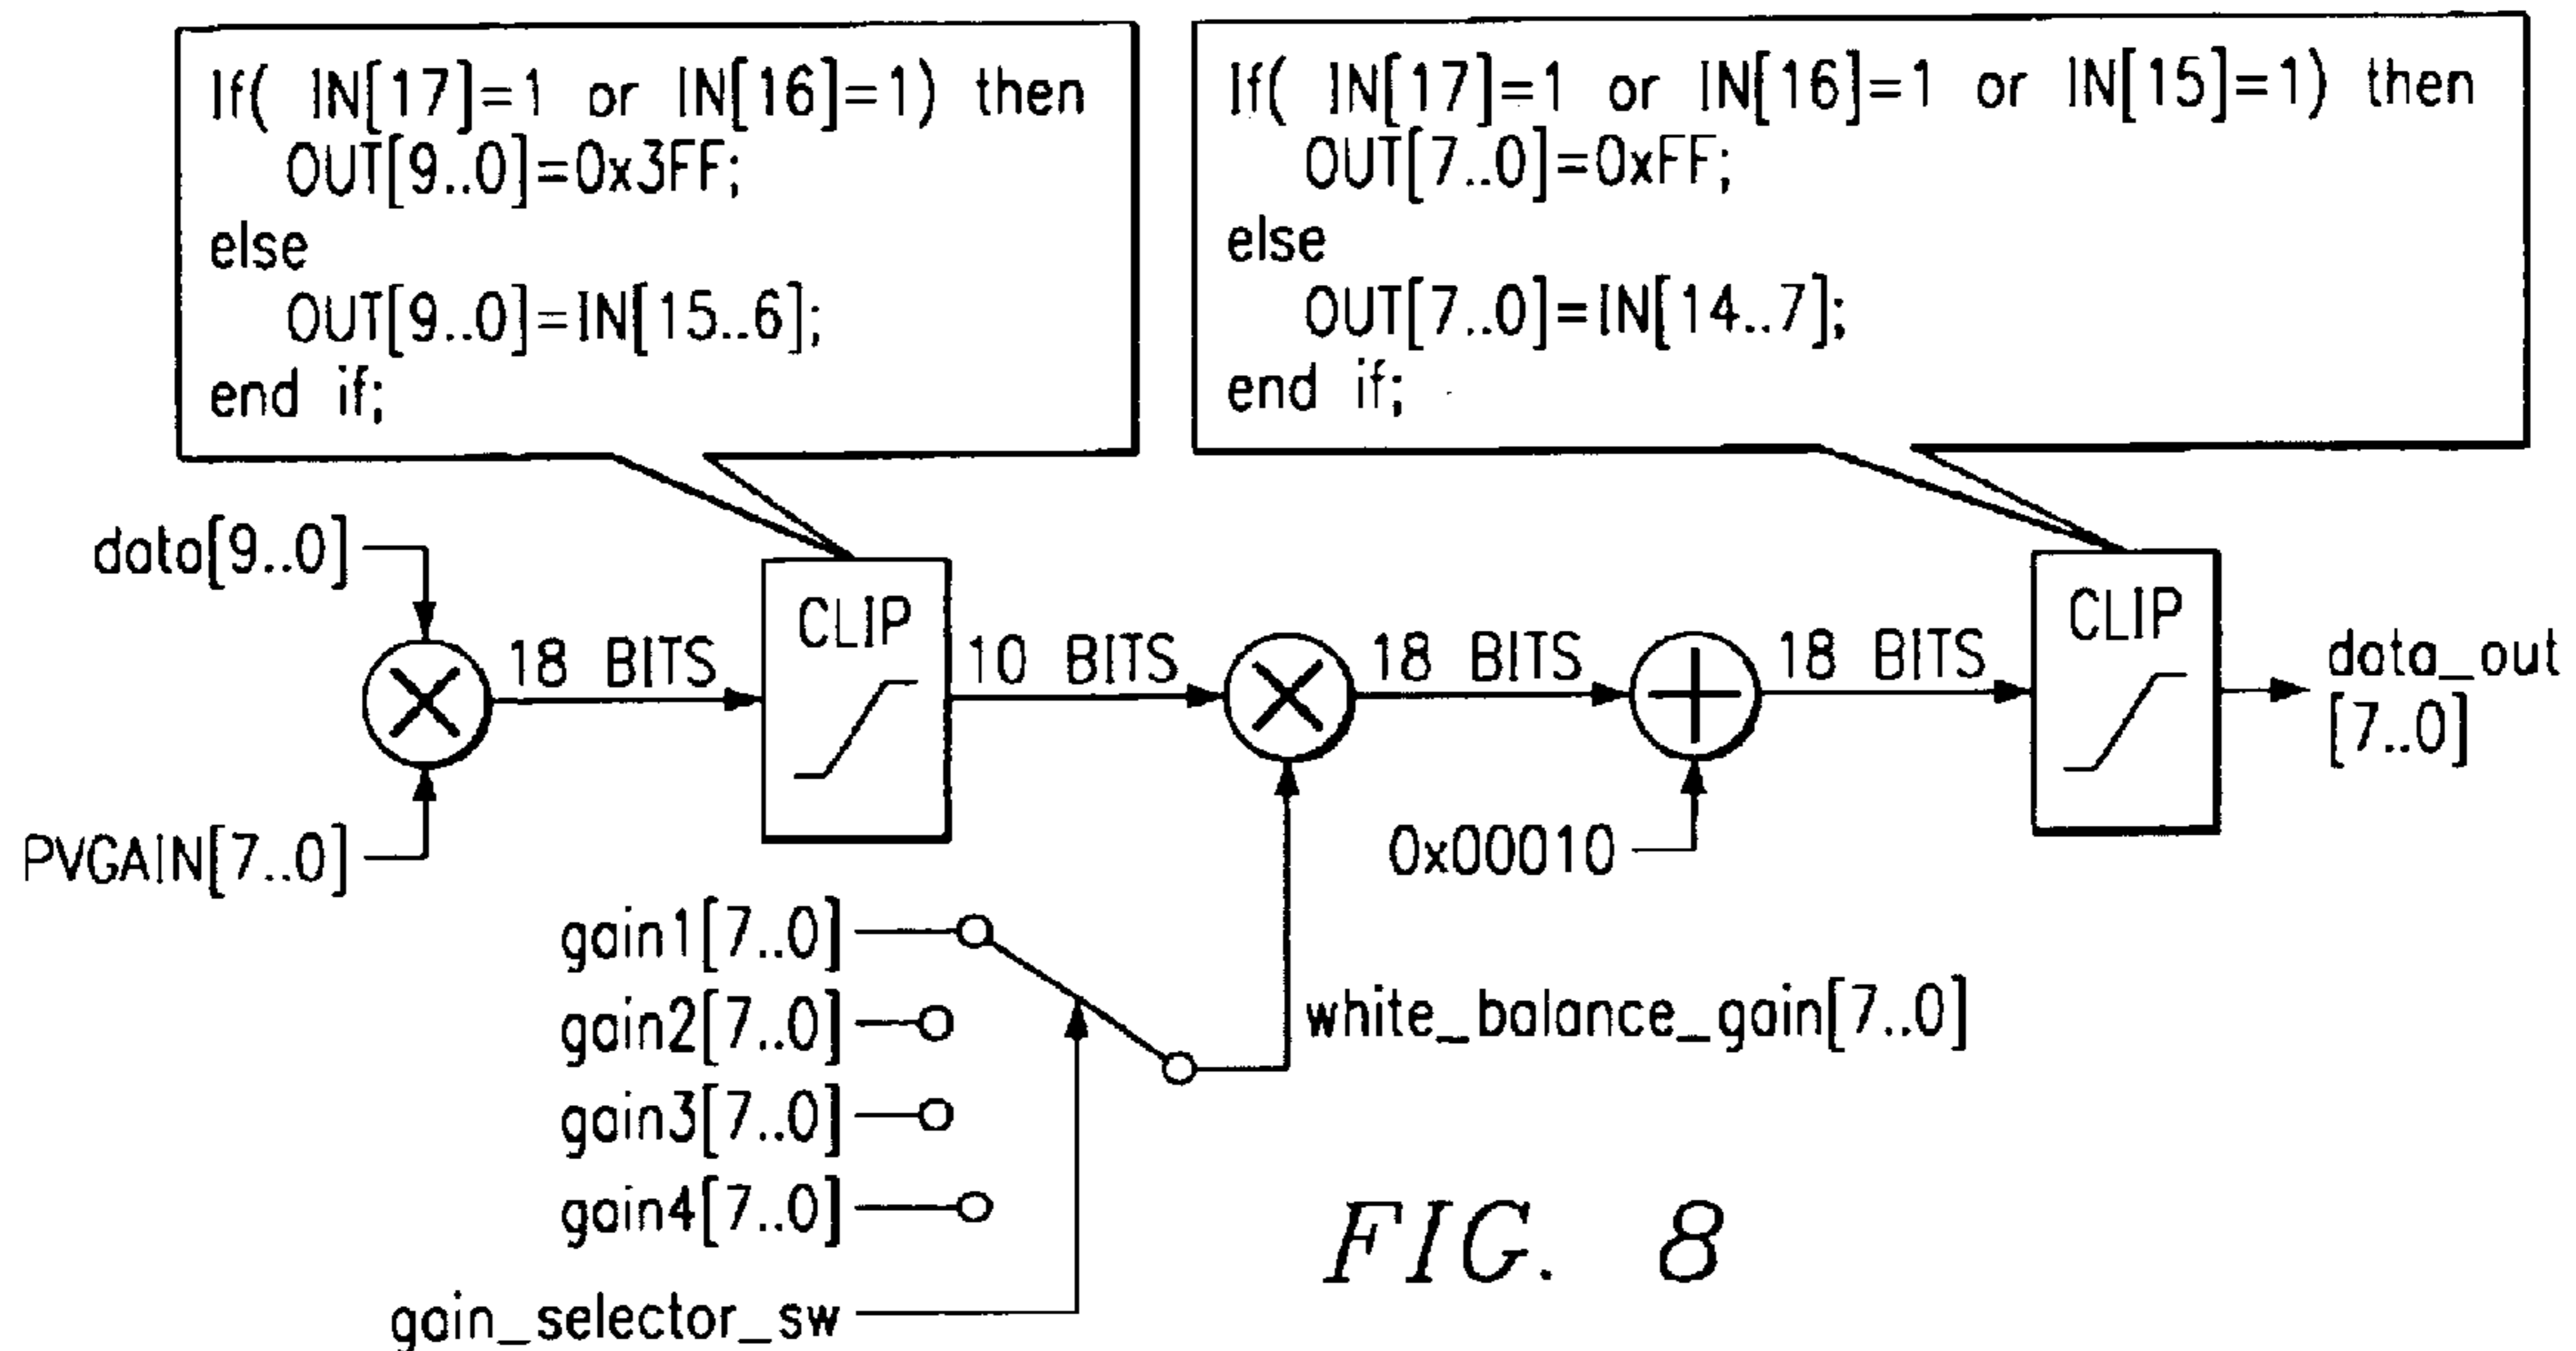 If( IN[17]=1 or IN[16]=1) then
OUT[9..0]=0x3FF;
else
OUT[9..0]=IN[15..6];
end if;
If( IN[17]=1 or IN[16]=1 or IN[15]=1) then
OUT[7..0]=0xFF;
else
OUT[7..0]=IN[14..7];
end if;
data[9..0]
PVGAIN[7..0]
18 BITS
CLIP
10 BITS
18 BITS
0x00010
18 BITS
CLIP
data_out
[7..0]
gain1[7..0]
gain2[7..0]
gain3[7..0]
gain4[7..0]
gain_selector_sw
white_balance_gain[7..0]
FIG. 8